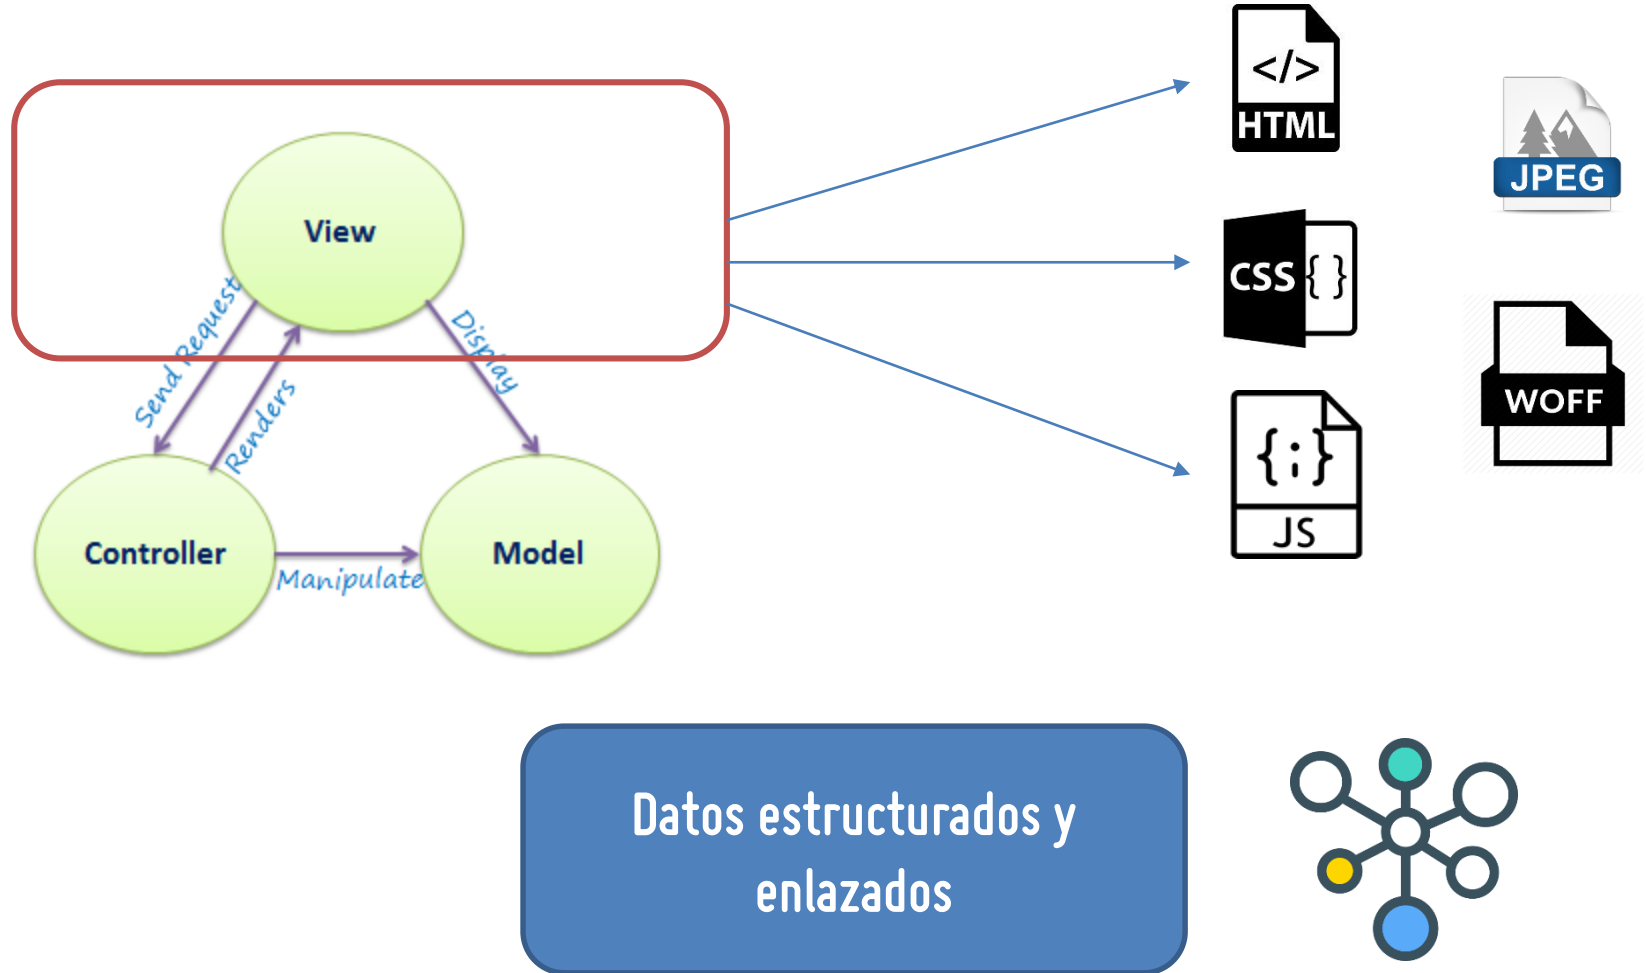 View
Send Request
Renders
Display
Controller
Manipulate
Model
</>
HTML
JPEG
CSS {}
WOFF
{;}
JS
Datos estructurados y
enlazados